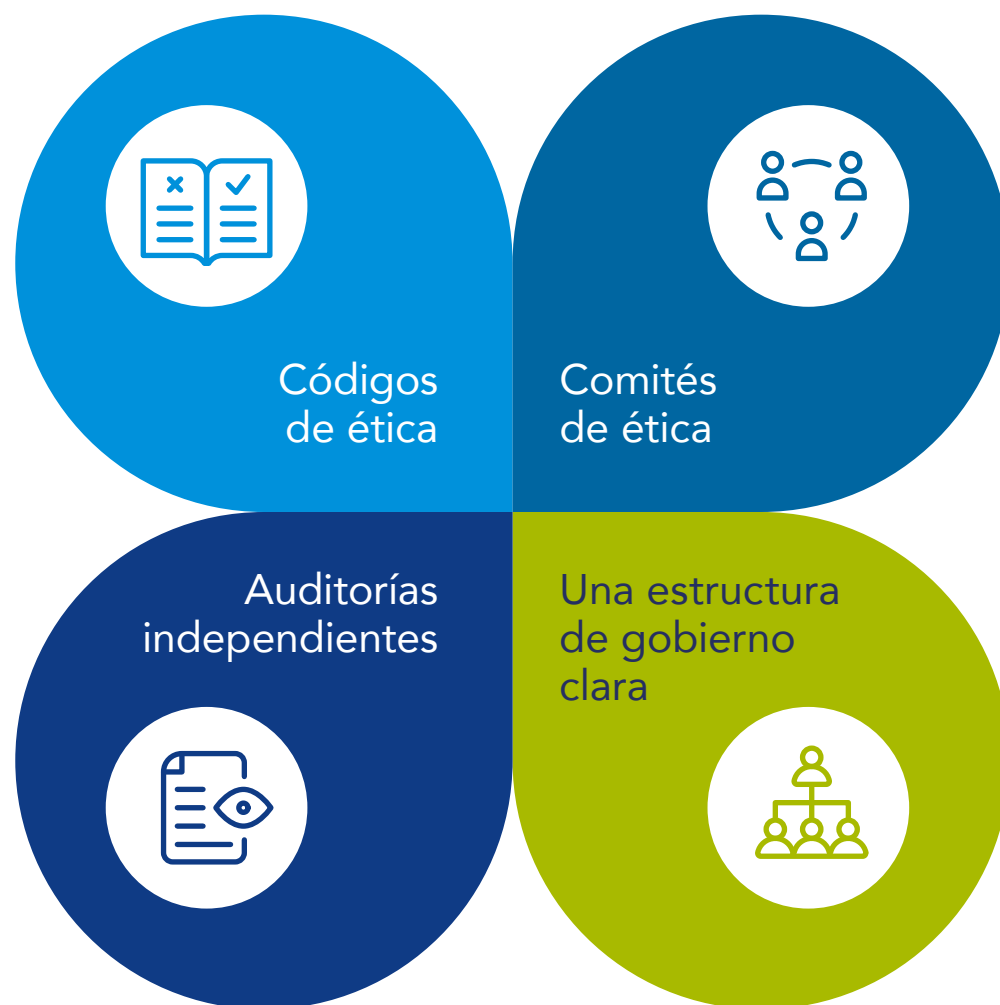 Códigos
de ética
Comités
de ética
Auditorías
independientes
Una estructura
de gobierno
clara